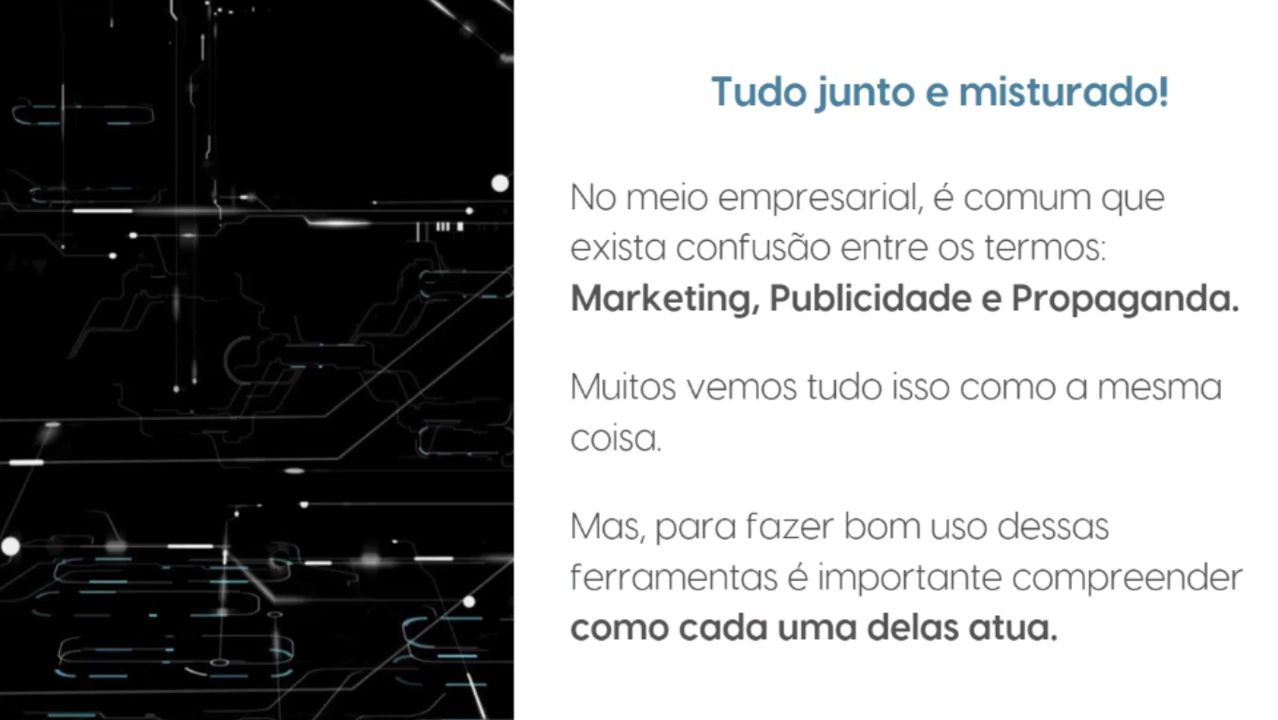 Tudo junto e misturado!
No meio empresarial, é comum que
exista confusão entre os termos:
Marketing, Publicidade e Propaganda.
Muitos vemos tudo isso como a mesma
coisa.
Mas, para fazer bom uso dessas
ferramentas é importante compreender
como cada uma delas atua.